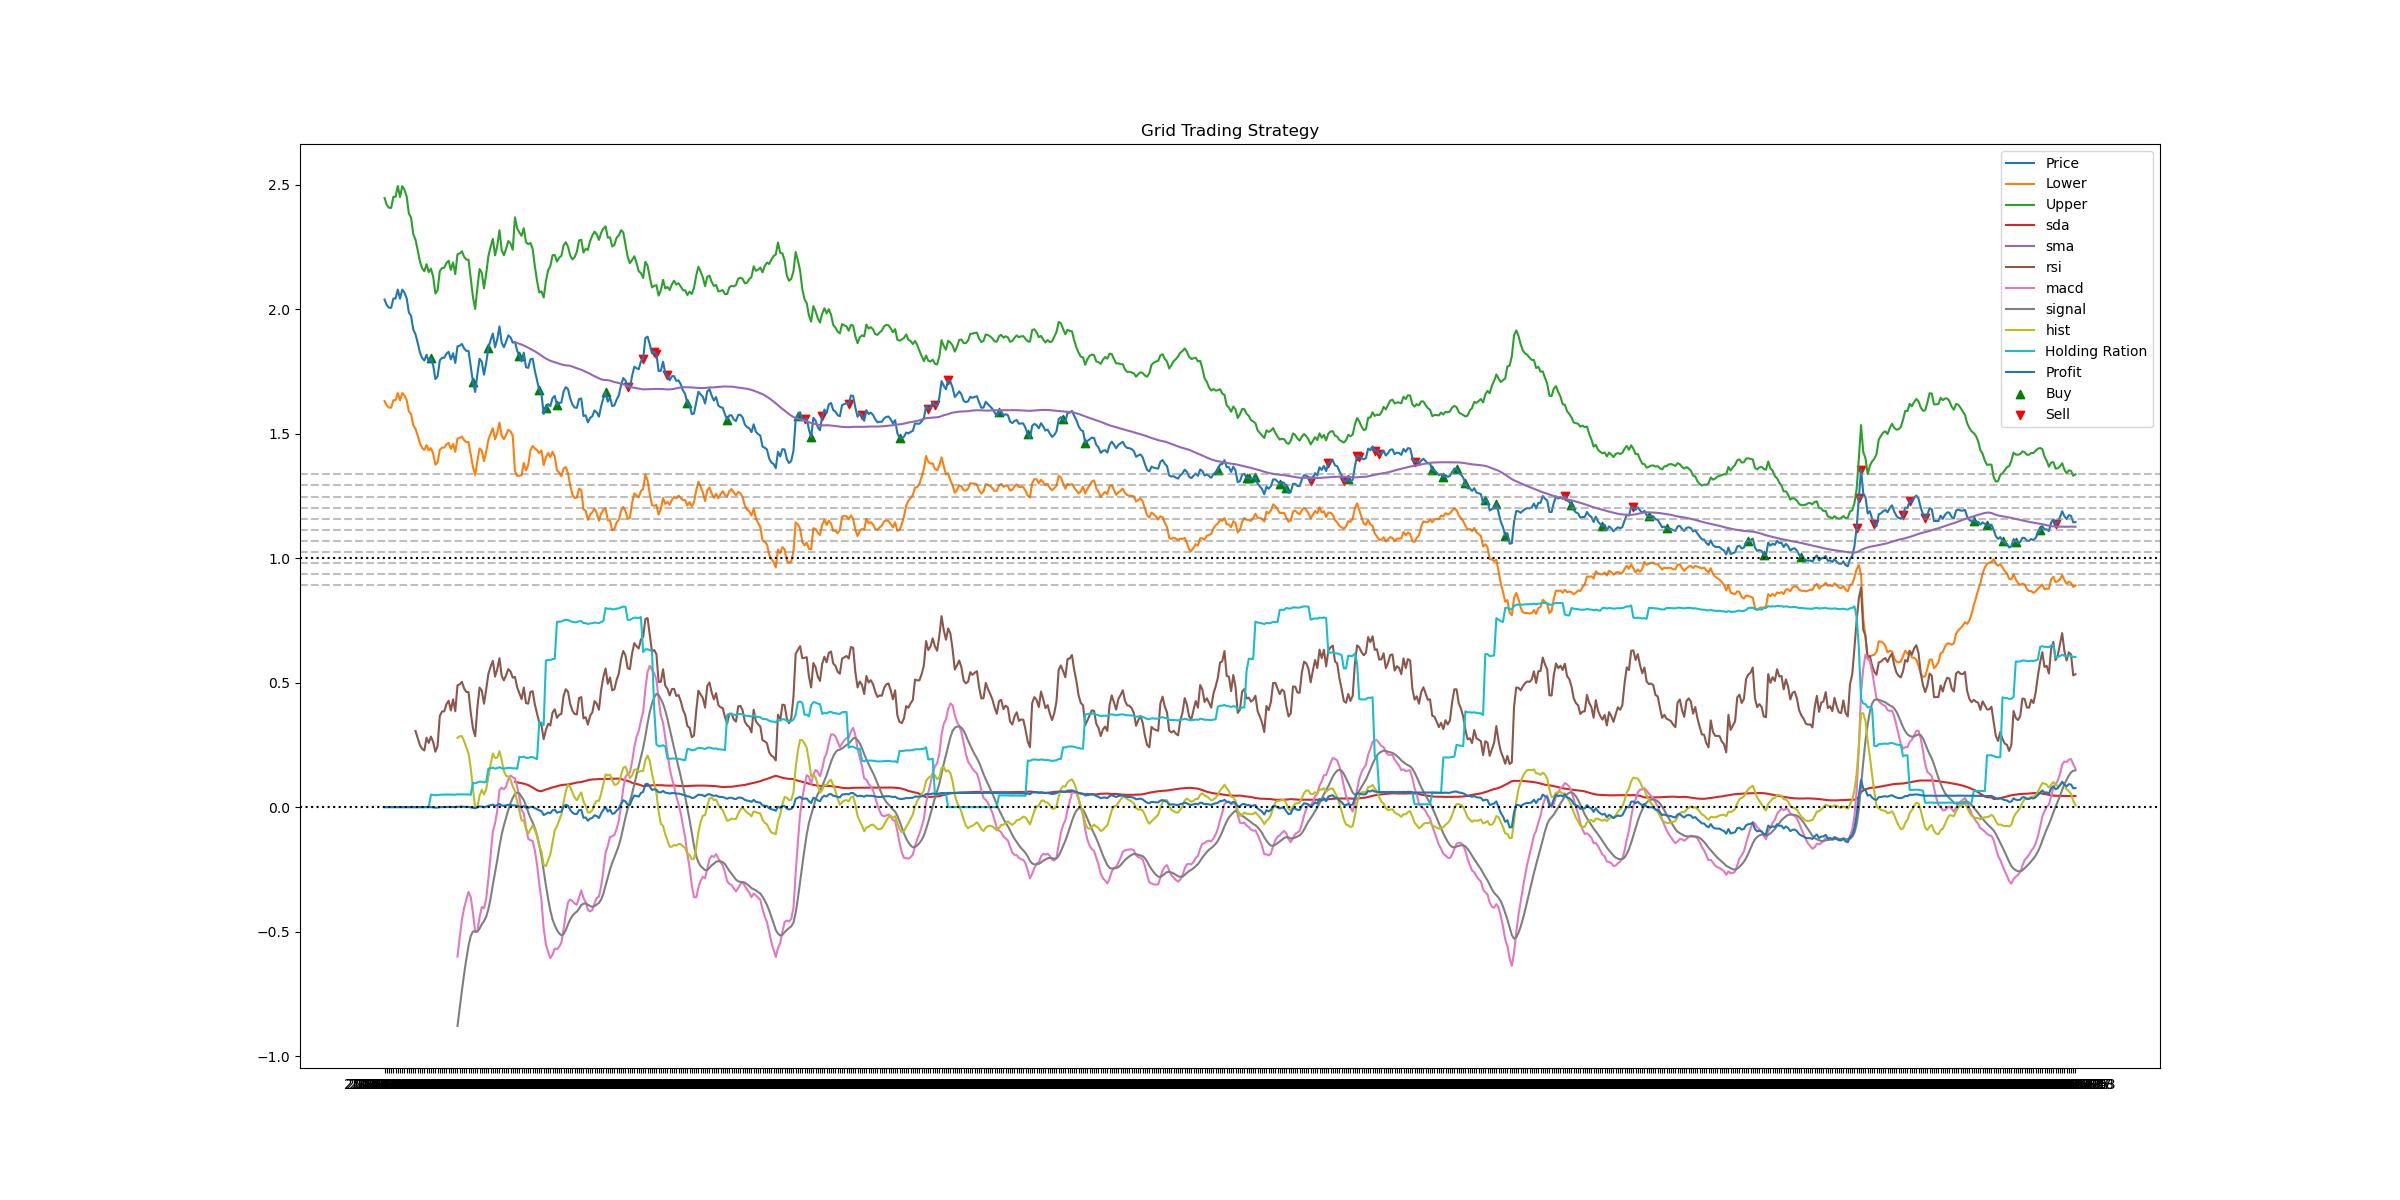 Grid Trading Strategy
2.5
2.0
1.5
1.0
0.5
0.0
−0.5
−1.0
Price
Lower
Upper
sda
sma
rsi
macd
signal
hist
Holding Ration
Profit
Buy
Sell